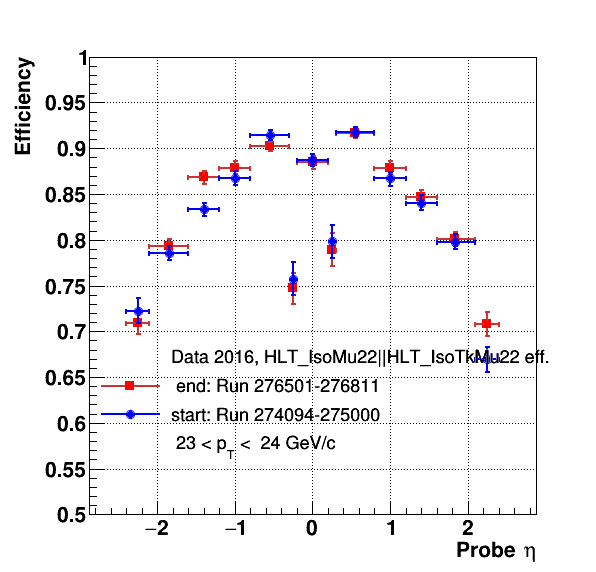 Efficiency
1
0.95
0.9
0.85
0.8
0.75
0.7
0.65
0.6
0.55
0.5
Data 2016, HLT_IsoMu22||HLT_IsoTkMu22 eff.
end: Run 276501-276811
start: Run 274094-275000
23 < p_T < 24 GeV/c
−2 −1 0 1 2
Probe η